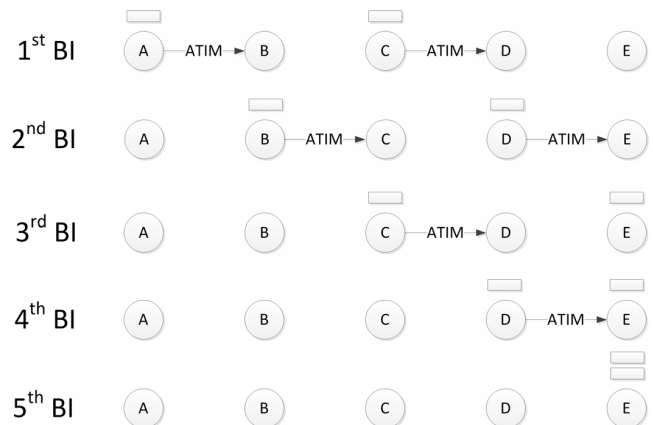 1st BI A ATIM B C ATIM D E
2nd BI A B ATIM C D ATIM E
3rd BI A B C ATIM D E
4th BI A B C D ATIM E
5th BI A B C D E